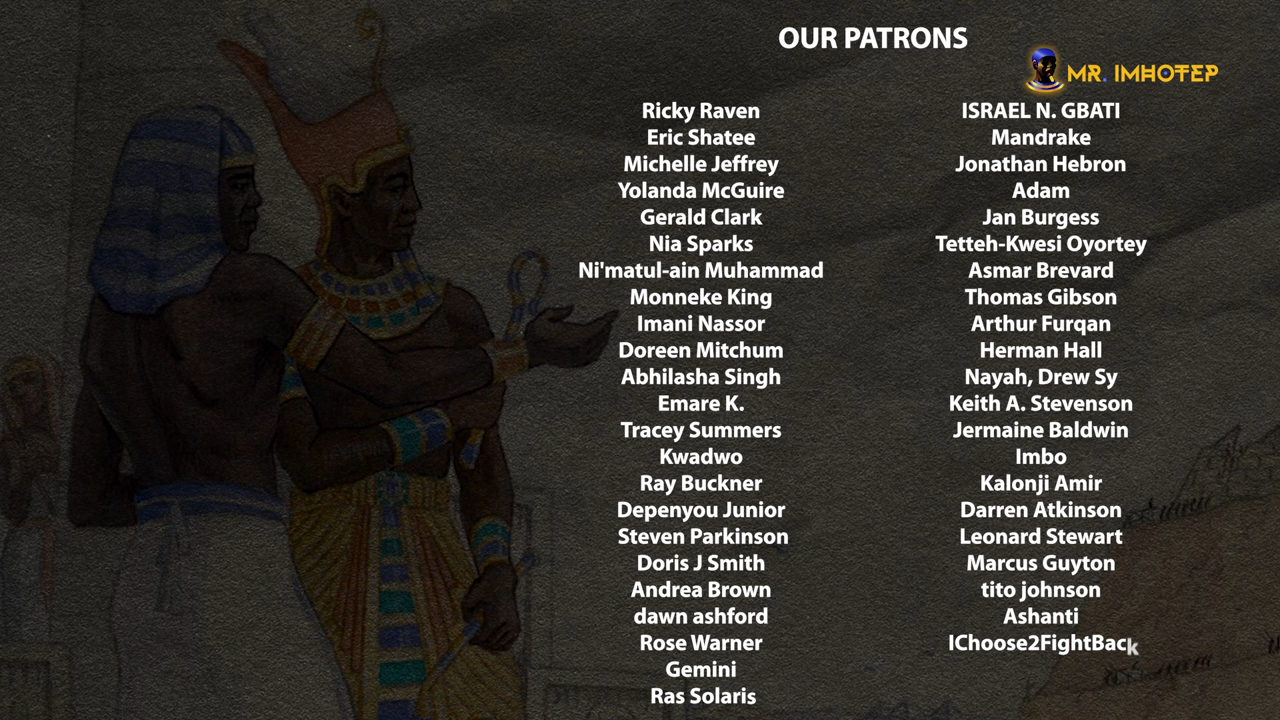 OUR PATRONS
MR. IMHOTEP
Ricky Raven
Eric Shatee
Michelle Jeffrey
Yolanda McGuire
Gerald Clark
Nia Sparks
Ni'matul-ain Muhammad
Monneke King
Imani Nassor
Doreen Mitchum
Abhilasha Singh
Emare K.
Tracey Summers
Kwadwo
Ray Buckner
Depenyou Junior
Steven Parkinson
Doris J Smith
Andrea Brown
dawn ashford
Rose Warner
Gemini
Ras Solaris
ISRAEL N. GBATI
Mandrake
Jonathan Hebron
Adam
Jan Burgess
Tetteh-Kwesi Oyortey
Asmar Brevard
Thomas Gibson
Arthur Furqan
Herman Hall
Nayah, Drew Sy
Keith A. Stevenson
Jermaine Baldwin
Imbo
Kalonji Amir
Darren Atkinson
Leonard Stewart
Marcus Guyton
tito johnson
Ashanti
IChoose2FightBack